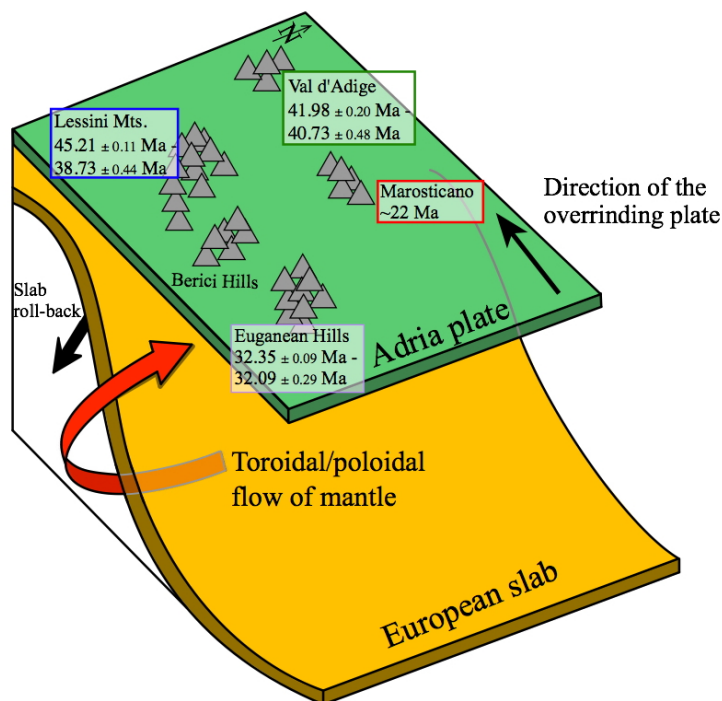 N
Val d'Adige
41.98 ± 0.20 Ma -
40.73 ± 0.48 Ma
Lessini Mts.
45.21 ± 0.11 Ma -
38.73 ± 0.44 Ma
Marosticano
~22 Ma
Direction of the
overrinding plate
Berici Hills
Slab
roll-back
Euganean Hills
32.35 ± 0.09 Ma -
32.09 ± 0.29 Ma
Adria plate
Toroidal/poloidal
flow of mantle
European slab